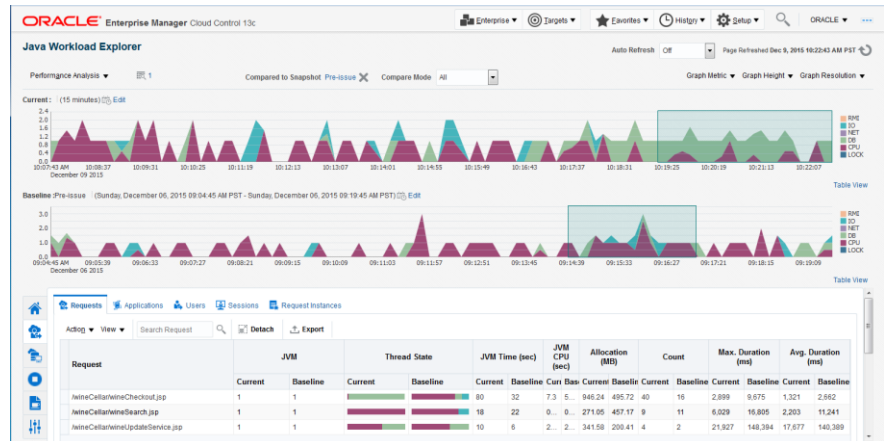 ORACLE Enterprise Manager Cloud Control 13c
Enterprise Targets Favorites History Setup ORACLE
Java Workload Explorer
Auto Refresh Off Page Refreshed Dec 9, 2015 10:22:43 AM PST
Performance Analysis 1 Compared to Snapshot Pre-issue Compare Mode All Graph Metric Graph Height Graph Resolution
Current : (15 minutes) Edit
2.4
2.0
1.6
1.2
0.8
0.4
0.0
RMI
IO
NET
DB
CPU
LOCK
10:07:43 AM 10:08:37 10:09:31 10:10:25 10:11:19 10:12:13 10:13:07 10:14:01 10:14:55 10:15:49 10:16:43 10:17:37 10:18:31 10:19:25 10:20:19 10:21:13 10:22:07
December 09 2015
Table View
Baseline :Pre-issue (Sunday, December 06, 2015 09:04:45 AM PST - Sunday, December 06, 2015 09:19:45 AM PST) Edit
3.0
2.0
1.0
0.0
RMI
IO
NET
DB
CPU
LOCK
09:04:45 AM 09:05:39 09:06:33 09:07:27 09:08:21 09:09:15 09:10:09 09:11:03 09:11:57 09:12:51 09:13:45 09:14:39 09:15:33 09:16:27 09:17:21 09:18:15 09:19:09
December 06 2015
Table View
Requests Applications Users Sessions Request Instances
Action View Search Request Detach Export
Request JVM Thread State JVM Time (sec) JVM CPU (sec) Allocation (MB) Count Max. Duration (ms) Avg. Duration (ms)
Current Baseline Current Baseline Current Baseline Curr Bas Current Baselin Current Baseline Current Baseline Current Baseline
/wineCellar/wineCheckout.jsp 1 1 80 32 7.3 5... 946.24 495.72 40 16 2,899 9,675 1,321 2,662
/wineCellar/wineSearch.jsp 1 1 18 22 0... 0... 271.05 457.17 9 11 6,029 16,805 2,203 11,241
/wineCellar/wineUpdateService.jsp 1 1 10 6 2... 2... 341.58 200.41 4 2 21,927 148,394 17,677 140,389